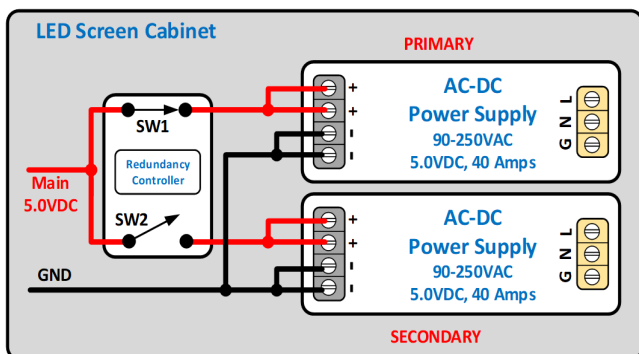 LED Screen Cabinet
PRIMARY
SW1
Redundancy
Controller
Main
5.0VDC
SW2
GND
+
+
-
-
AC-DC
Power Supply
90-250VAC
5.0VDC, 40 Amps
G N L
+
+
-
-
AC-DC
Power Supply
90-250VAC
5.0VDC, 40 Amps
G N L
SECONDARY